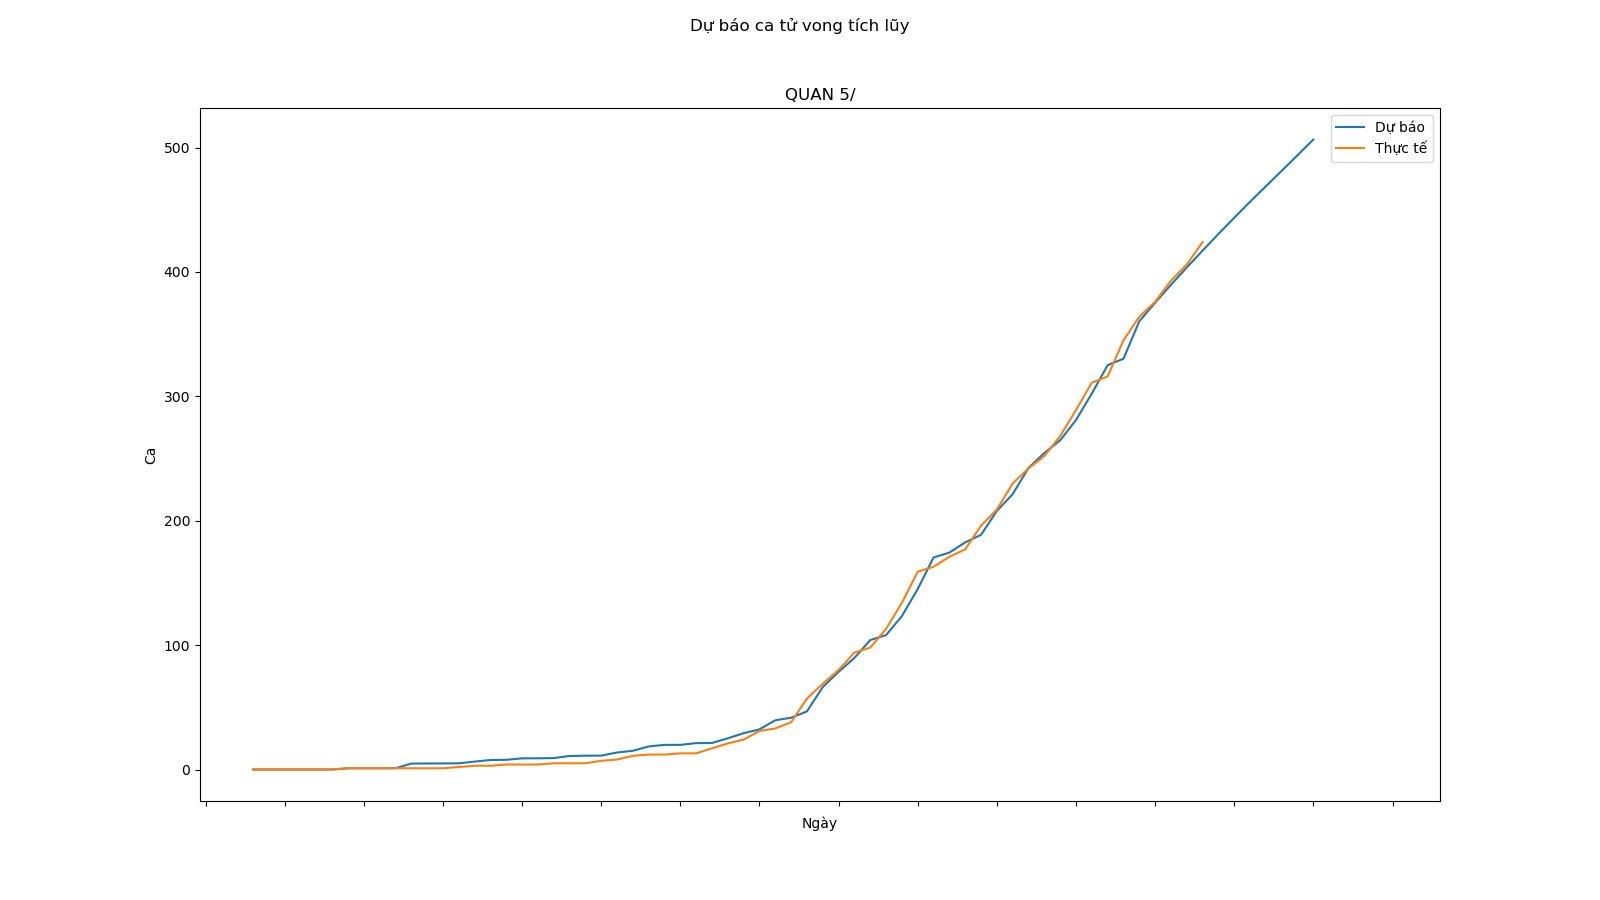 Dự báo ca tử vong tích lũy
QUAN 5/
Dự báo
Thực tế
500
400
300
200
100
0
Ca
Ngày